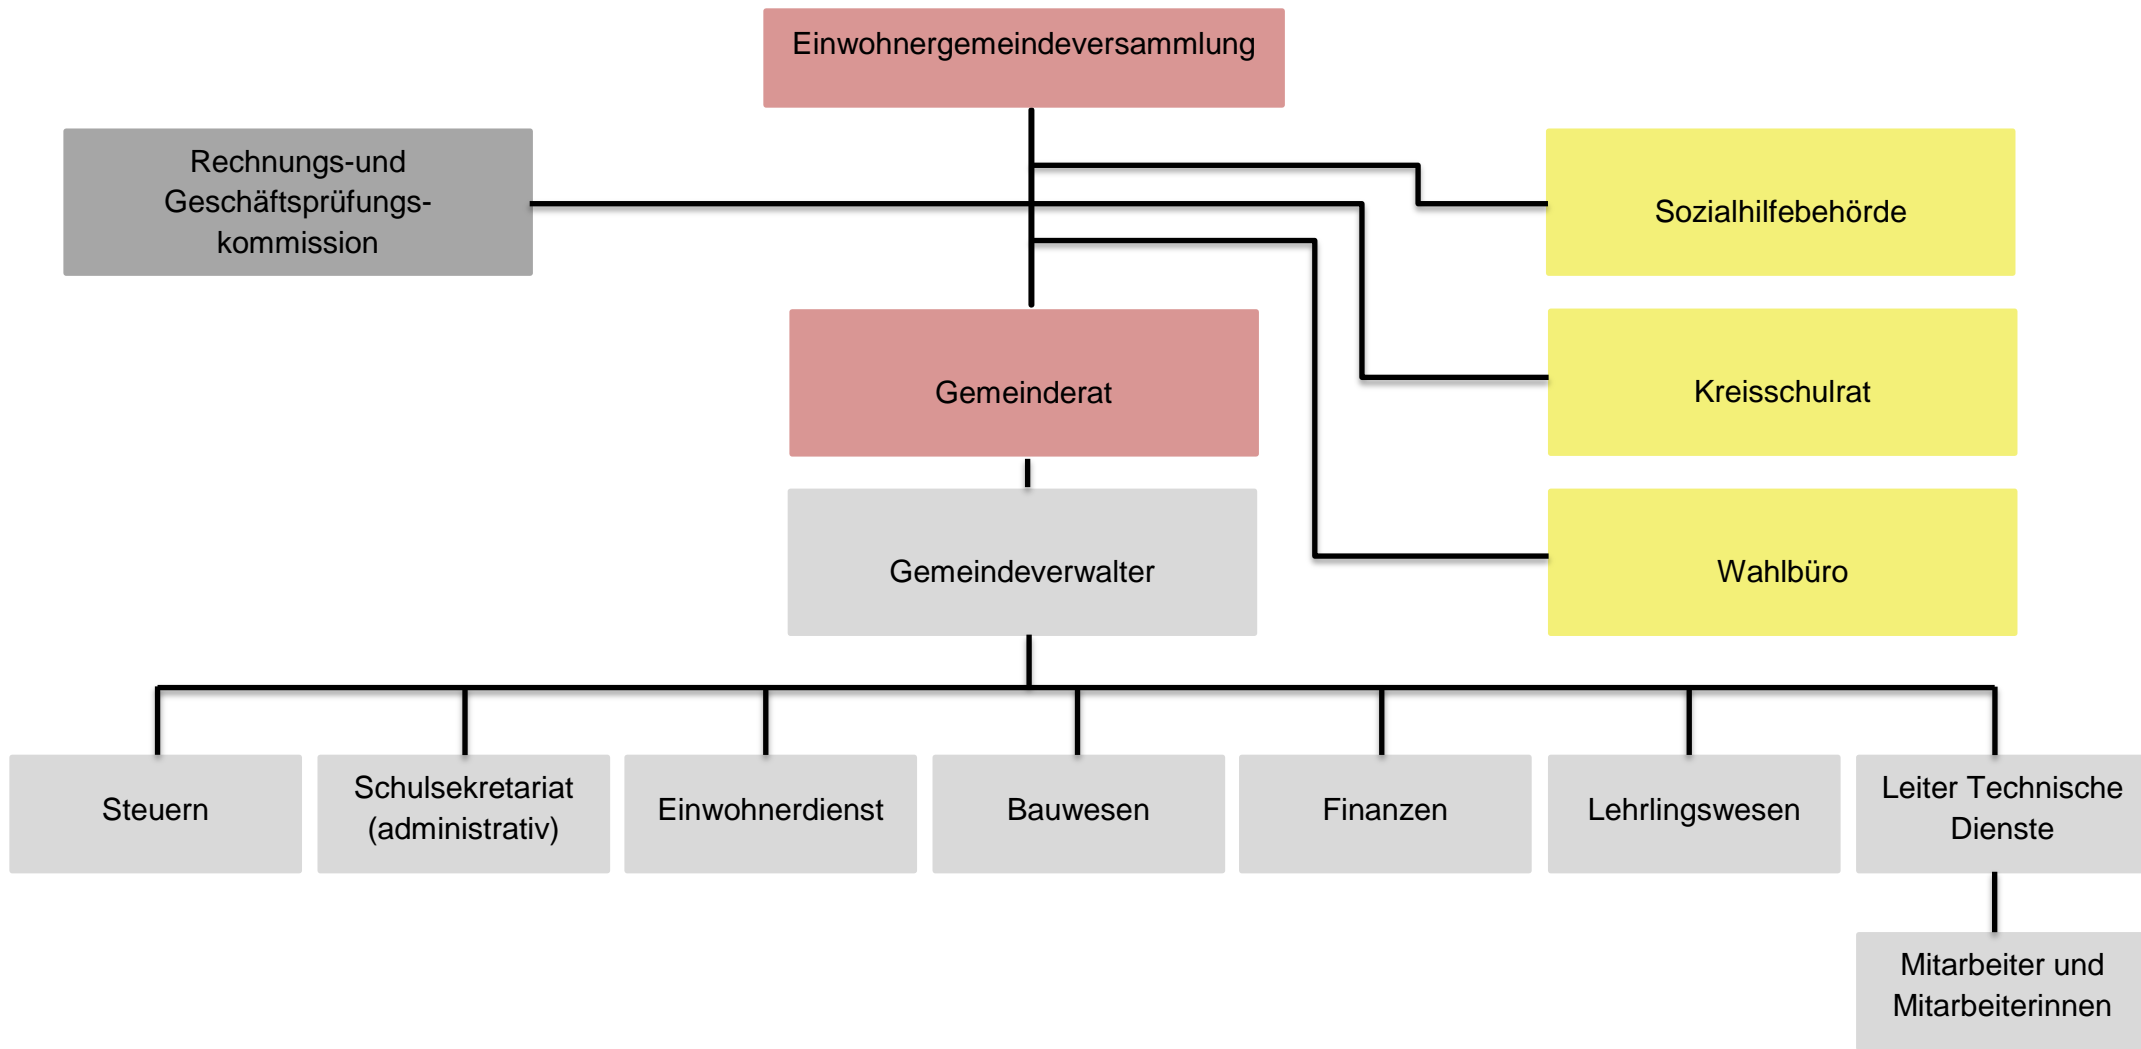 Einwohnergemeindeversammlung
Rechnungs-und
Geschäftsprüfungs-
kommission
Sozialhilfebehörde
Gemeinderat
Kreisschulrat
Gemeindeverwalter
Wahlbüro
Steuern
Schulsekretariat
(administrativ)
Einwohnerdienst
Bauwesen
Finanzen
Lehrlingswesen
Leiter Technische
Dienste
Mitarbeiter und
Mitarbeiterinnen